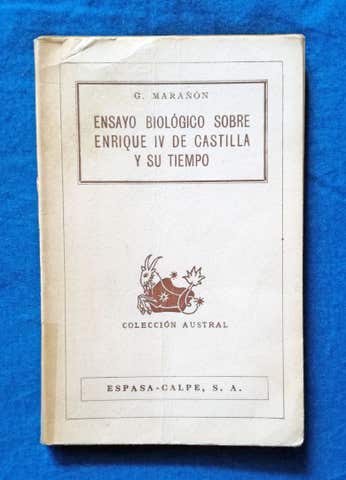 G. MARAÑÓN
ENSAYO BIOLÓGICO SOBRE
ENRIQUE IV DE CASTILLA
Y SU TIEMPO
COLECCIÓN AUSTRAL
ESPASA-CALPE, S. A.